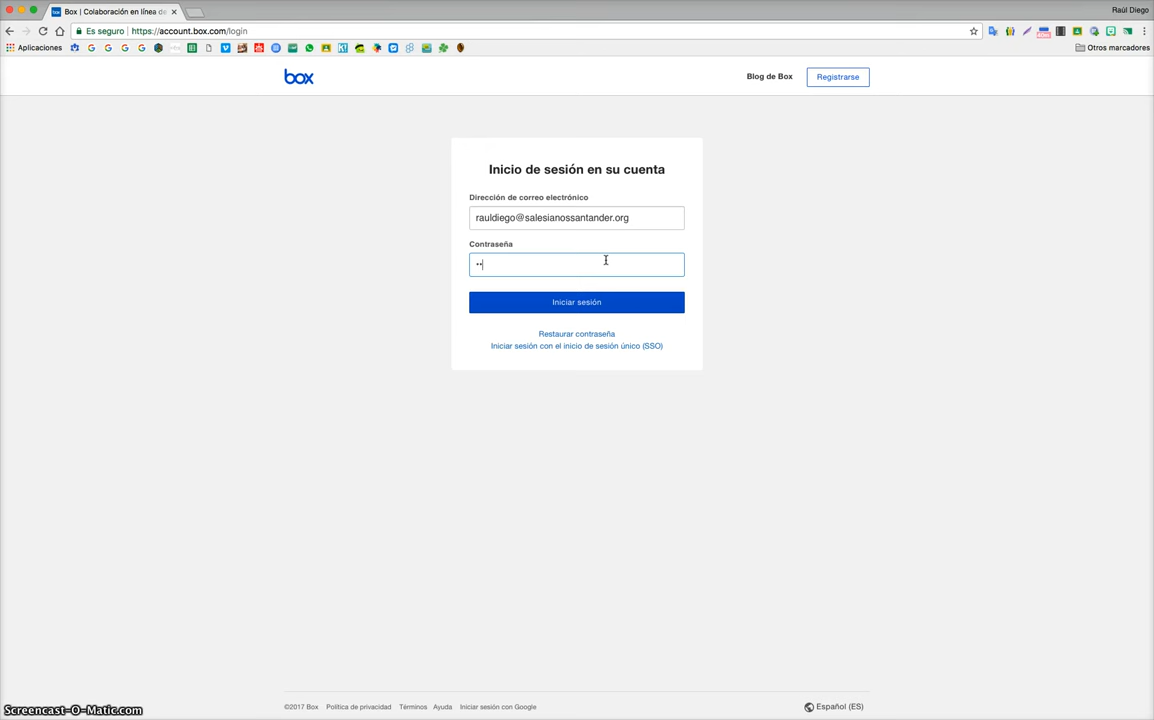 Raúl Diego
Box | Colaboración en línea de
Es seguro | https://account.box.com/login
Aplicaciones
Otros marcadores
box
Blog de Box
Registrarse
Inicio de sesión en su cuenta
Dirección de correo electrónico
rauldiego@salesianossantander.org
Contraseña
Iniciar sesión
Restaurar contraseña
Iniciar sesión con el inicio de sesión único (SSO)
©2017 Box Política de privacidad Términos Ayuda Iniciar sesión con Google
Español (ES)
Screencast-O-Matic.com